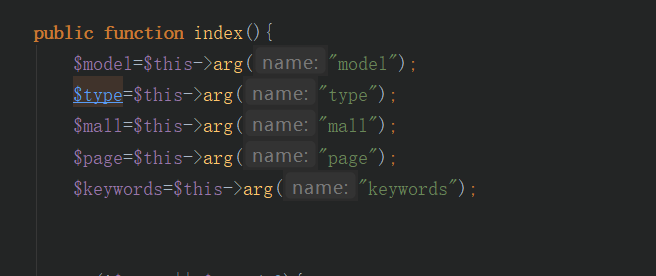 public function index(){
$model=$this->arg( name: "model");
$type=$this->arg( name: "type");
$mall=$this->arg( name: "mall");
$page=$this->arg( name: "page");
$keywords=$this->arg( name: "keywords");